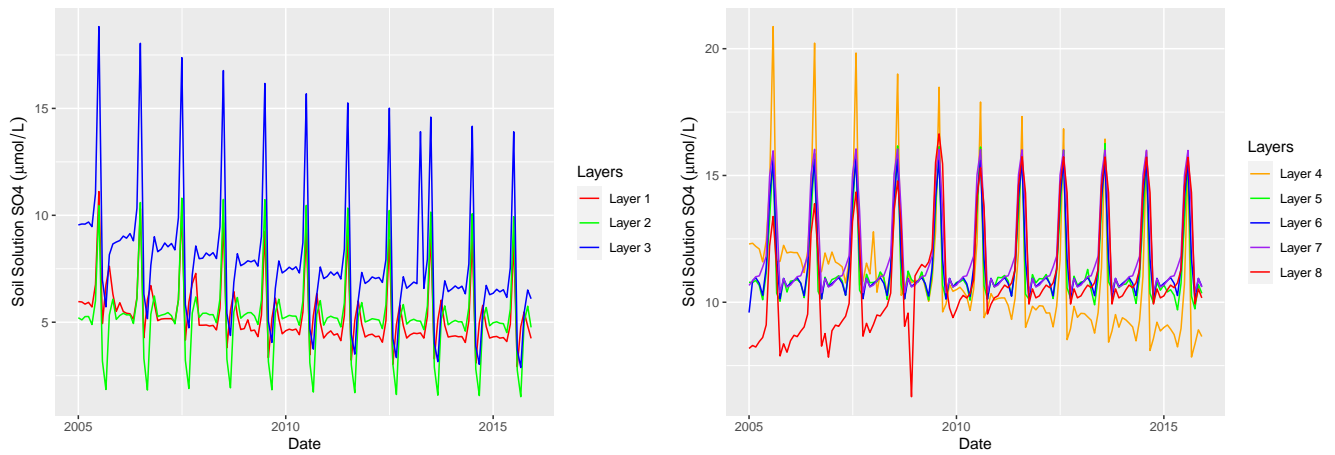 Soil Solution SO4 (μmol/L)
15
10
5
2005
2010
2015
Date
Layers
Layer 1
Layer 2
Layer 3
Soil Solution SO4 (μmol/L)
20
15
10
2005
2010
2015
Date
Layers
Layer 4
Layer 5
Layer 6
Layer 7
Layer 8